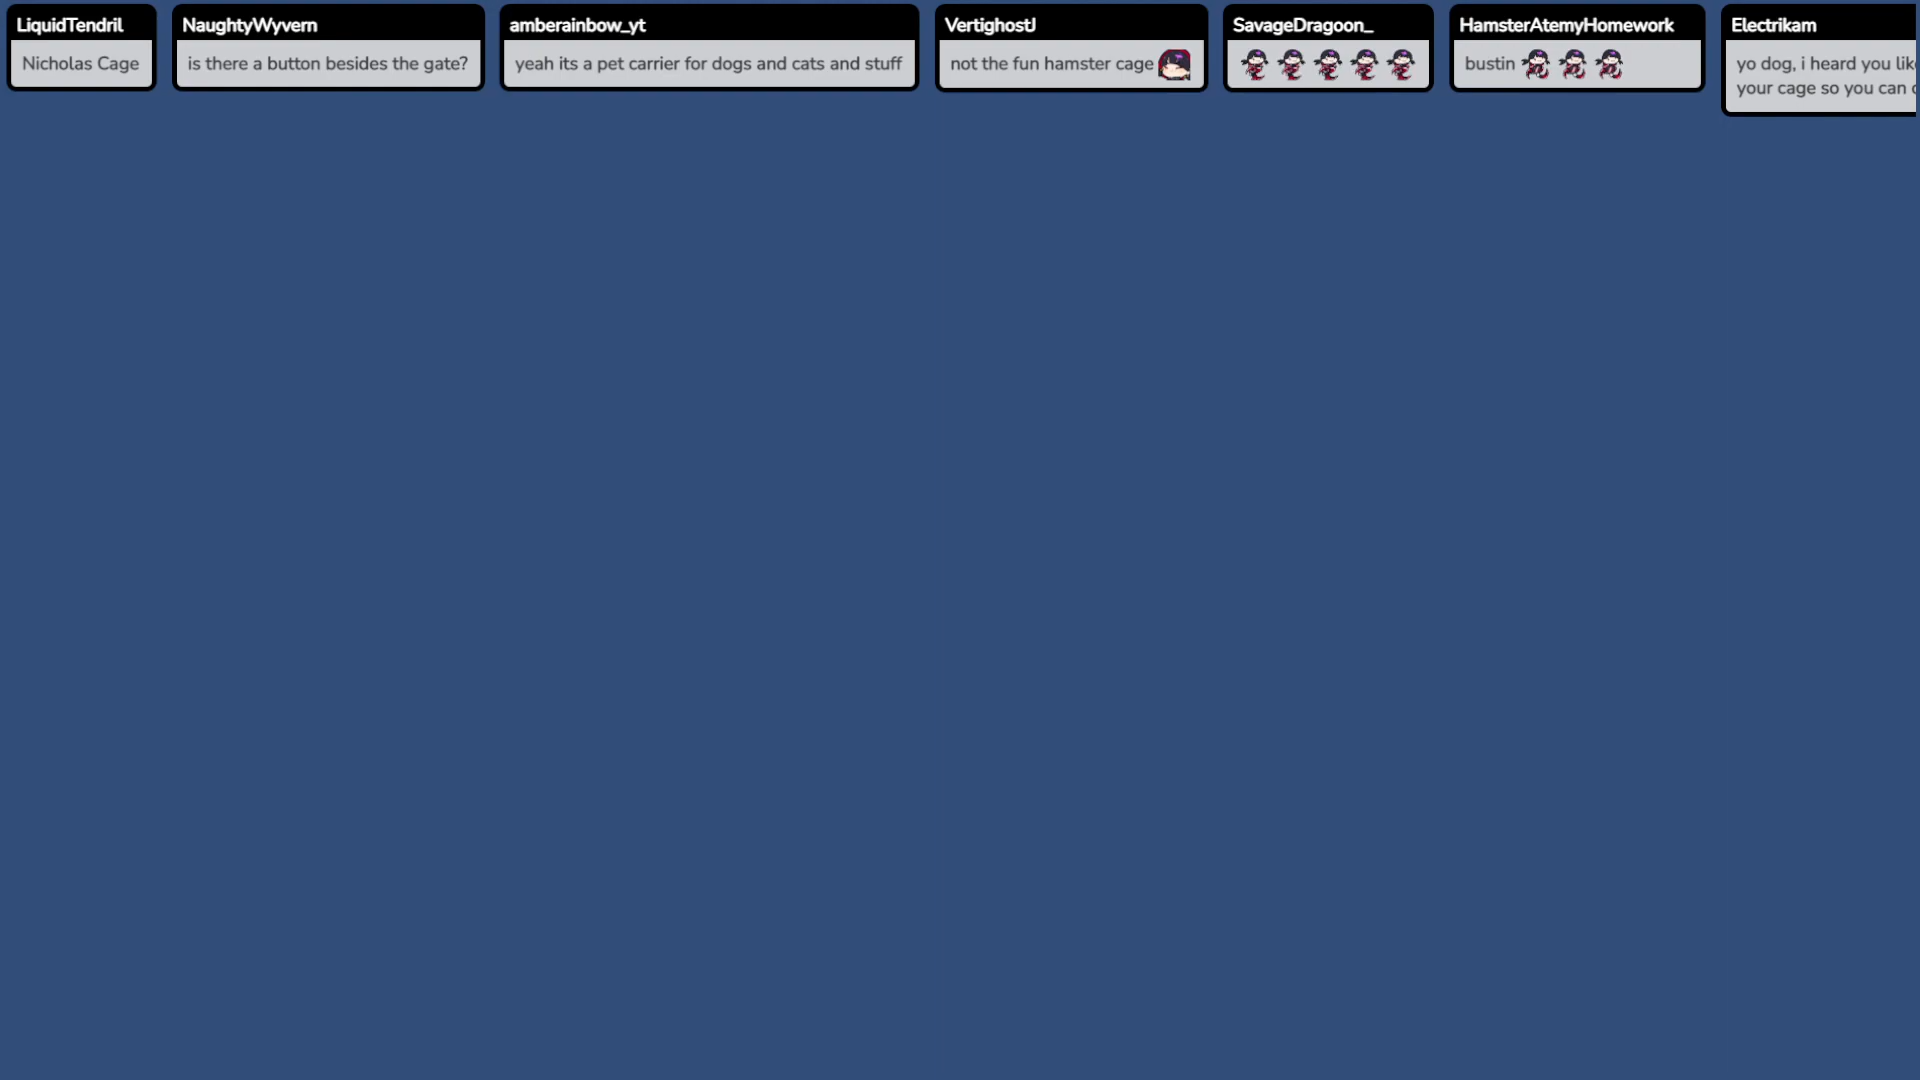 LiquidTendril
Nicholas Cage
NaughtyWyvern
is there a button besides the gate?
amberainbow_yt
yeah its a pet carrier for dogs and cats and stuff
VertighostJ
not the fun hamster cage
SavageDragoon_
HamsterAtemyHomework
bustin
Electrikam
yo dog, i heard you
your cage so you can